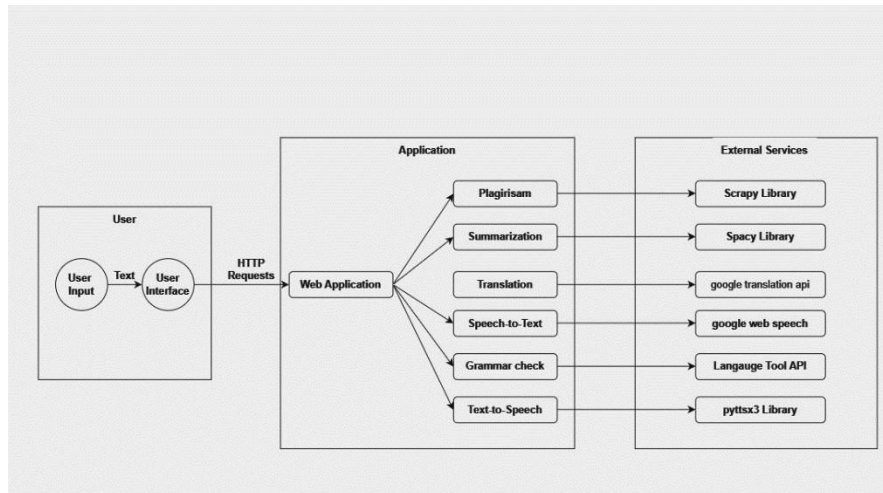 User
User
Input
Text
User
Interface
HTTP
Requests
Application
Web Application
Plagirisam
Summarization
Translation
Speech-to-Text
Grammar check
Text-to-Speech
External Services
Scrapy Library
Spacy Library
google translation api
google web speech
Langauge Tool API
pyttsx3 Library